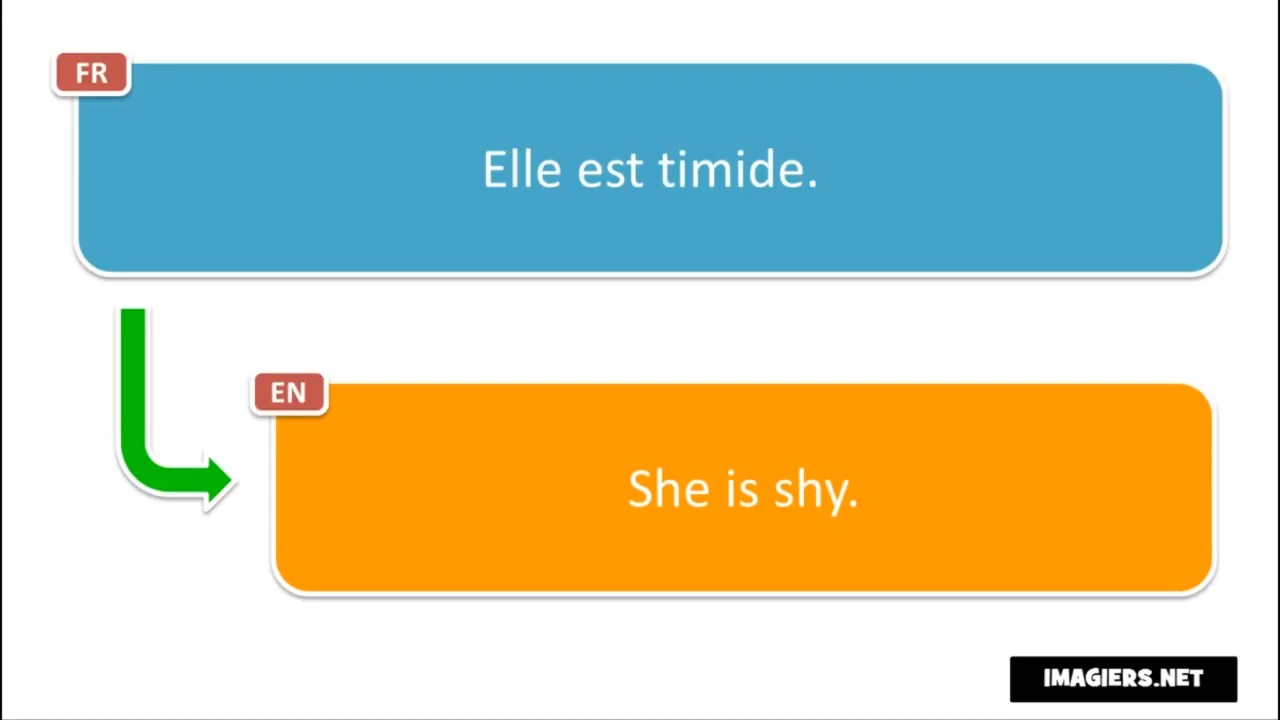 FR
Elle est timide.
EN
She is shy.
IMAGIERS.NET